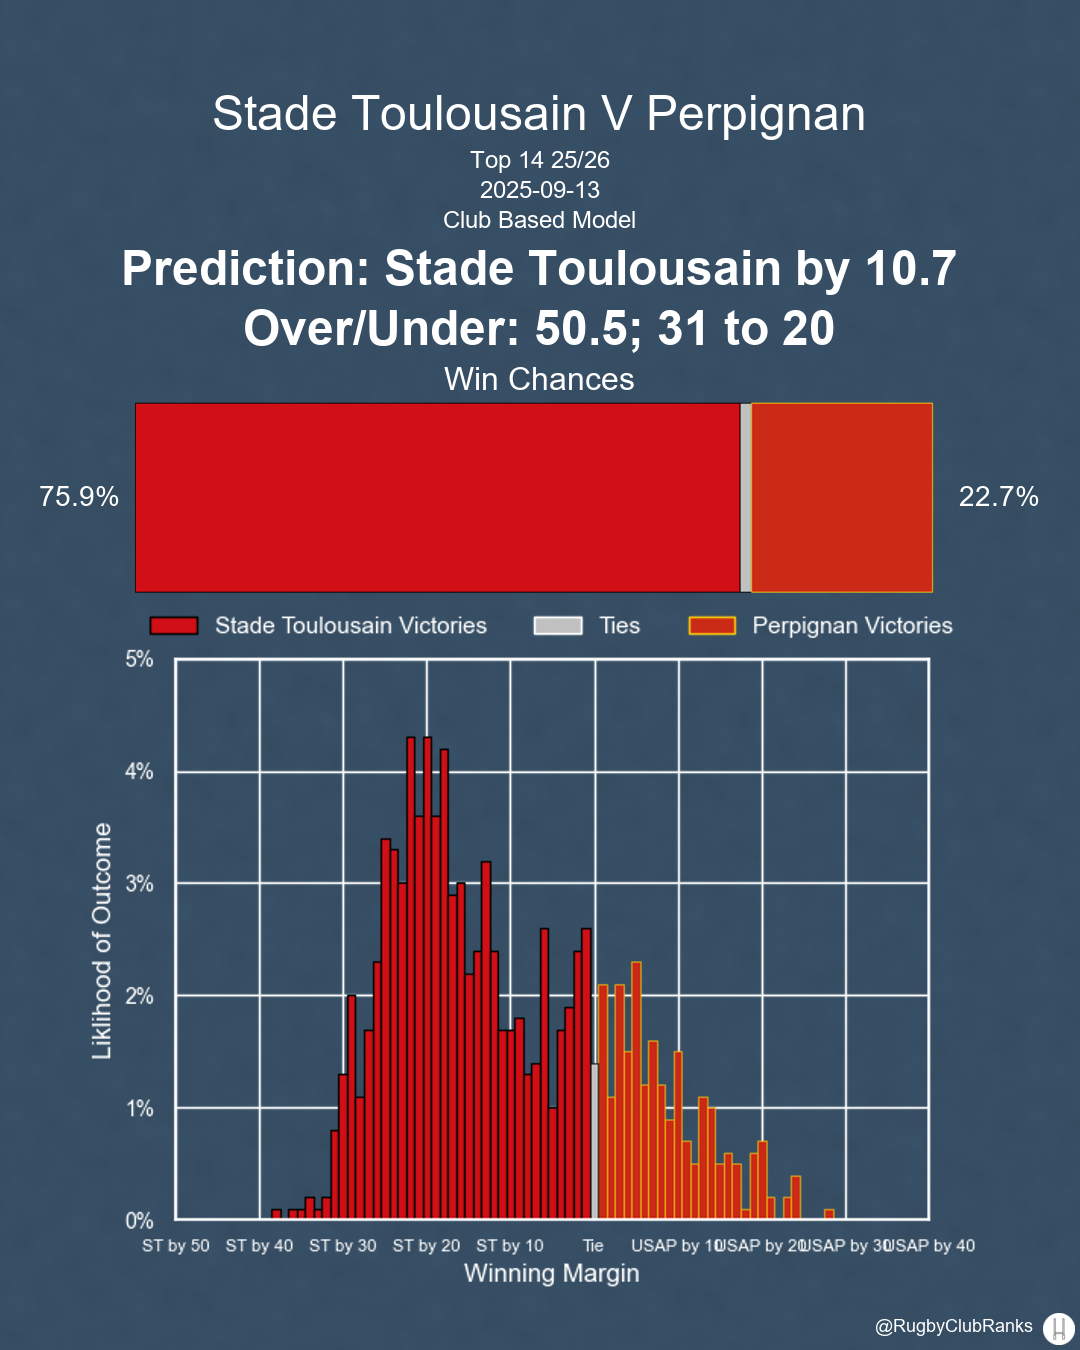 Stade Toulousain V Perpignan
Top 14 25/26
2025-09-13
Club Based Model
Prediction: Stade Toulousain by 10.7
Over/Under: 50.5; 31 to 20
Win Chances
75.9%
22.7%
Stade Toulousain Victories
Ties
Perpignan Victories
5%
4%
3%
2%
1%
0%
Liklihood of Outcome
ST by 50
ST by 40
ST by 30
ST by 20
ST by 10
Tie
USAP by 10
USAP by 20
USAP by 30
USAP by 40
Winning Margin
@RugbyClubRanks